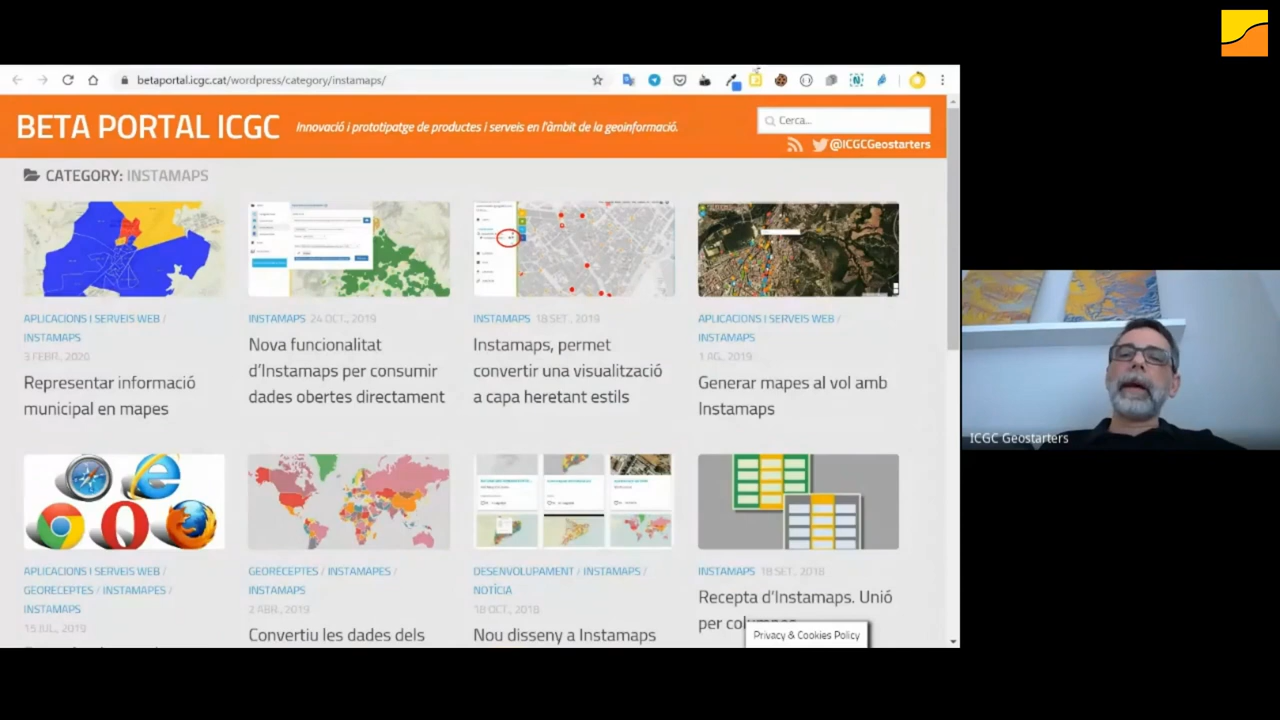 betaportal.icgc.cat/wordpress/category/instamaps/
BETA PORTAL ICGC
Innovació i prototipatge de productes i serveis en l'àmbit de la geoinformació.
Cerca...
@ICGCGeostarters
CATEGORY: INSTAMAPS
APLICACIONS I SERVEIS WEB /
INSTAMAPS
3 FEBR., 2020
Representar informació
municipal en mapes
INSTAMAPS 24 OCT., 2019
Nova funcionalitat
d'Instamaps per consumir
dades obertes directament
INSTAMAPS 18 SET., 2019
Instamaps, permet
convertir una visualització
a capa heretant estils
APLICACIONS I SERVEIS WEB /
INSTAMAPS
1 AG., 2019
Generar mapes al vol amb
Instamaps
APLICACIONS I SERVEIS WEB /
GEORECEPTES / INSTAMAPES /
INSTAMAPS
15 JUL., 2019
GEORECEPTES / INSTAMAPES /
INSTAMAPS
2 ABR., 2019
Convertiu les dades dels
DESENVOLUPAMENT / INSTAMAPS /
NOTÍCIA
18 OCT., 2018
Nou disseny a Instamaps
INSTAMAPS 18 SET., 2018
Recepta d'Instamaps. Unió
per columnes
Privacy & Cookies Policy
ICGC Geostarters